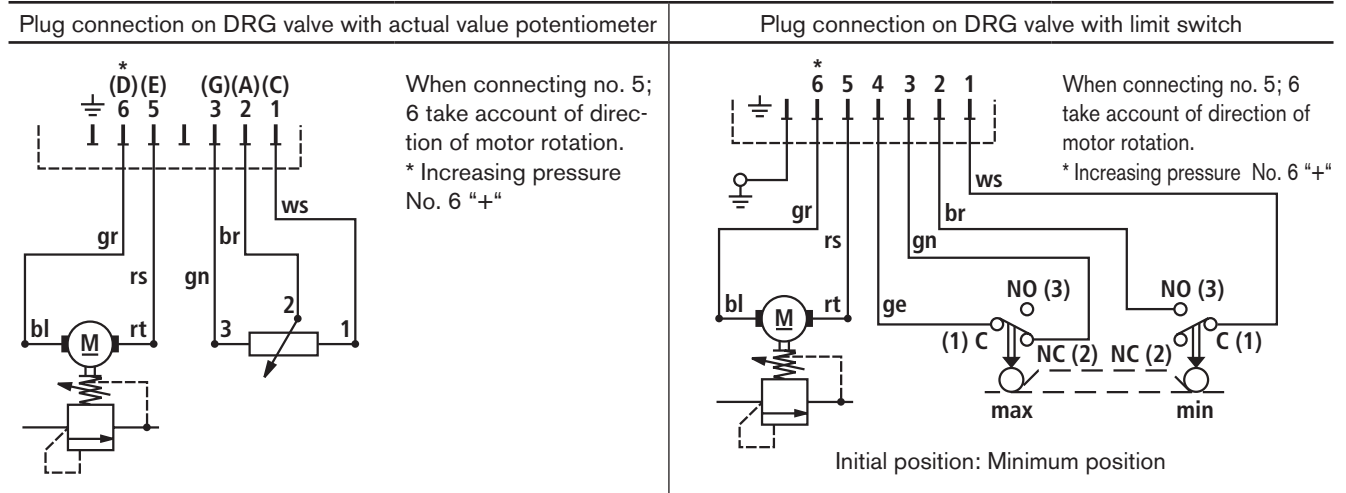 Plug connection on DRG valve with actual value potentiometer
*
(D) (E) (G) (A) (C)
6 5 3 2 1
When connecting no. 5;
6 take account of direc-
tion of motor rotation.
* Increasing pressure
No. 6 “+“
ws
gr br
rs gn
2
bl M rt 3 1
Plug connection on DRG valve with limit switch
*
6 5 4 3 2 1
When connecting no. 5; 6
take account of direction of
motor rotation.
* Increasing pressure No. 6 “+“
ws
gr br
rs gn
NO (3) NO (3)
bl M rt ge
(1) C NC (2) NC (2) C (1)
max min
Initial position: Minimum position